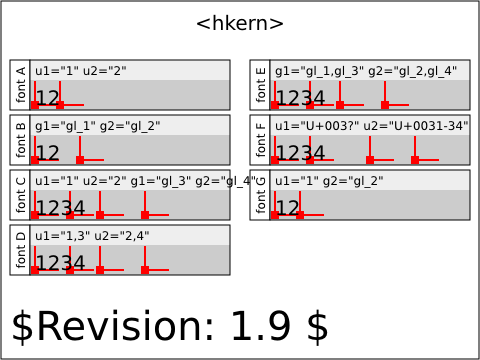 <hkern>
font A
u1="1" u2="2"
12
font B
g1="gl_1" g2="gl_2"
12
font C
u1="1" u2="2" g1="gl_3" g2="gl_4"
1234
font D
u1="1,3" u2="2,4"
1234
font E
g1="gl_1,gl_3" g2="gl_2,gl_4"
1234
font F
u1="U+003?" u2="U+0031-34"
1234
font G
u1="1" g2="gl_2"
12
$Revision: 1.9 $